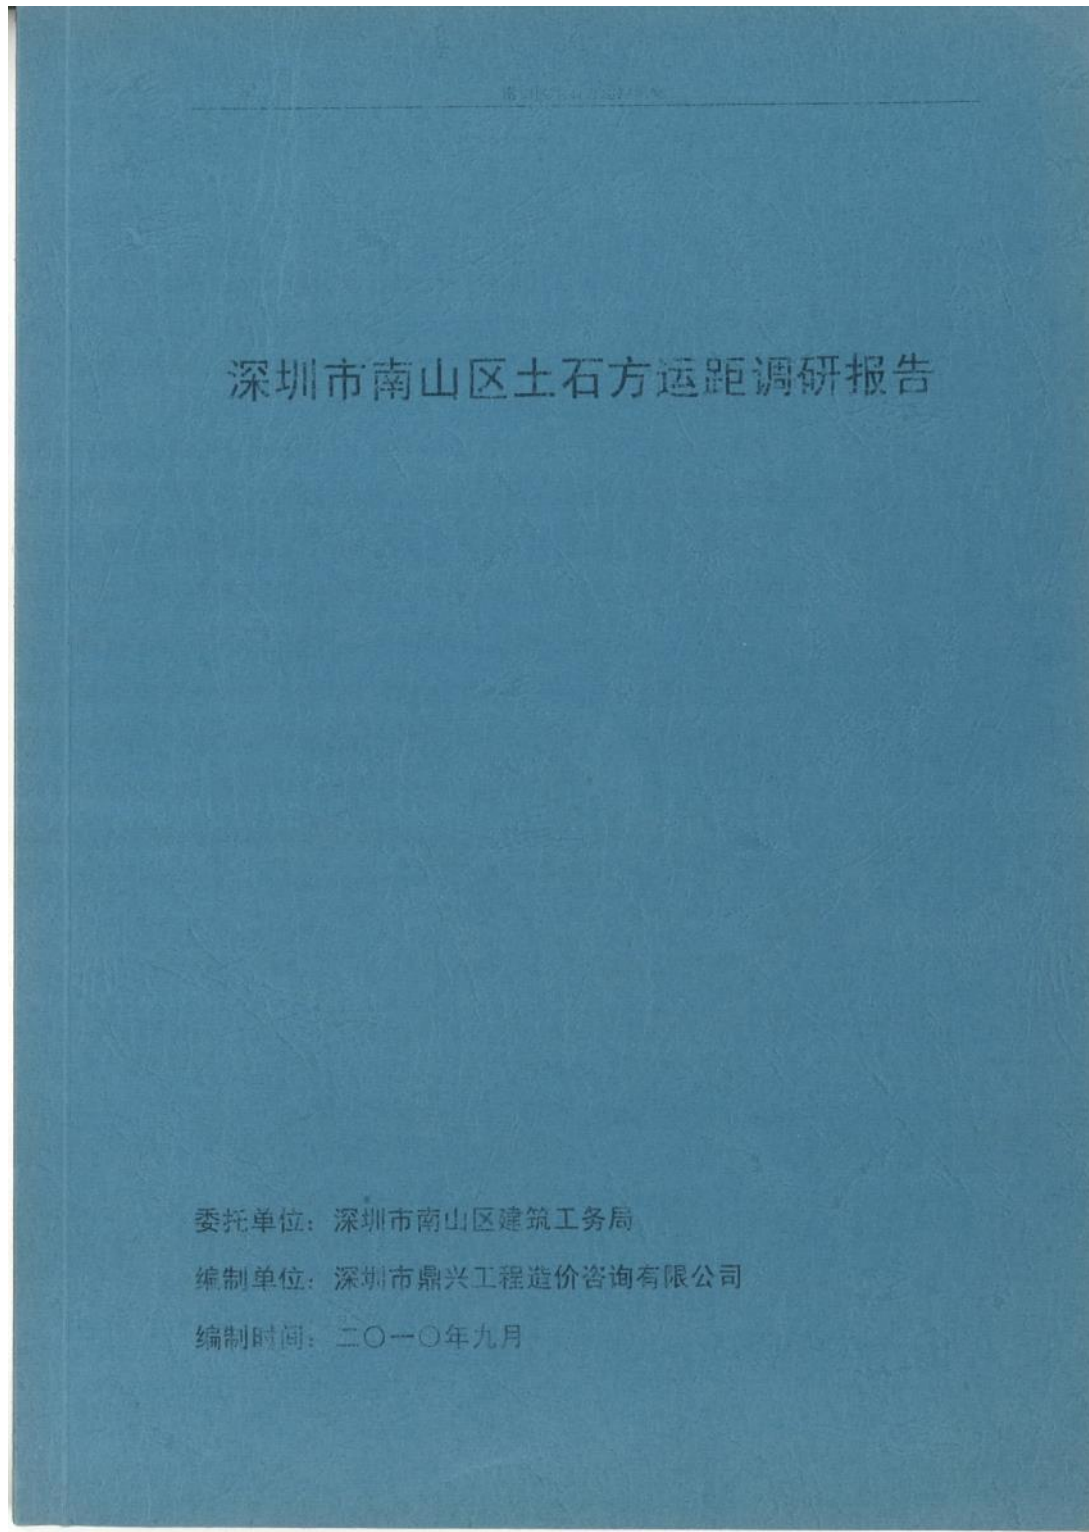 深圳市南山区土石方运距调研报告
委托单位：深圳市南山区建筑工务局
编制单位：深圳市鼎兴工程造价咨询有限公司
编制时间：二〇一〇年九月